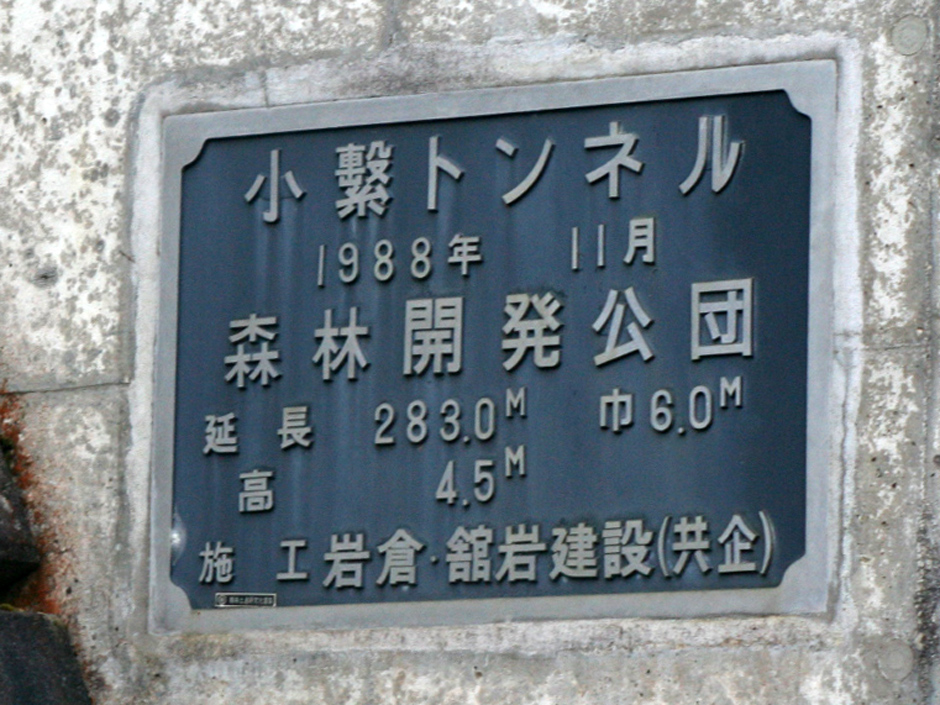 小繋トンネル
1988年 11月
森林開発公団
延長 283.0M 巾6.0M
高 4.5M
施工 岩倉・舘岩建設(共企)